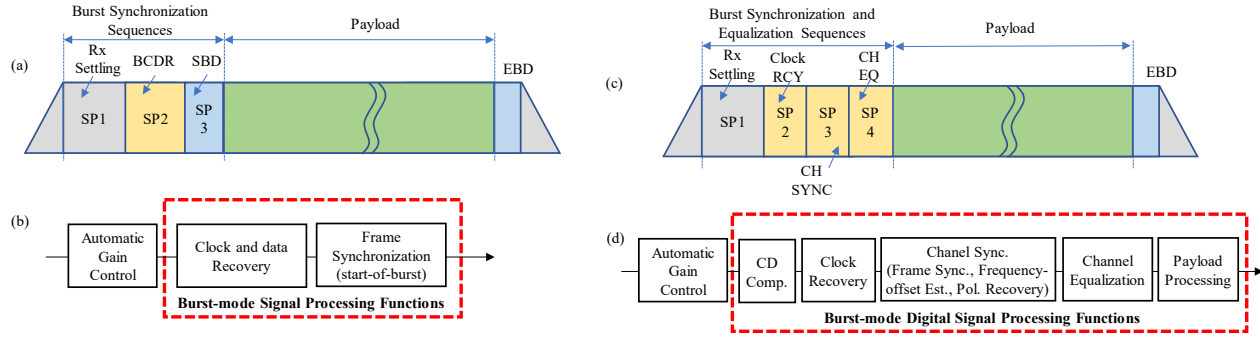 (a)
Burst Synchronization
Sequences
Payload
Rx
Settling
BCDR
SBD
EBD
SP1
SP2
SP
3
(b)
Automatic
Gain
Control
Clock and data
Recovery
Frame
Synchronization
(start-of-burst)
Burst-mode Signal Processing Functions
(c)
Burst Synchronization and
Equalization Sequences
Payload
Rx
Settling
Clock
RCY
CH
EQ
EBD
SP1
SP
2
SP
3
SP
4
CH
SYNC
(d)
Automatic
Gain
Control
CD
Comp.
Clock
Recovery
Chanel Sync.
(Frame Sync., Frequency-
offset Est., Pol. Recovery)
Channel
Equalization
Payload
Processing
Burst-mode Digital Signal Processing Functions